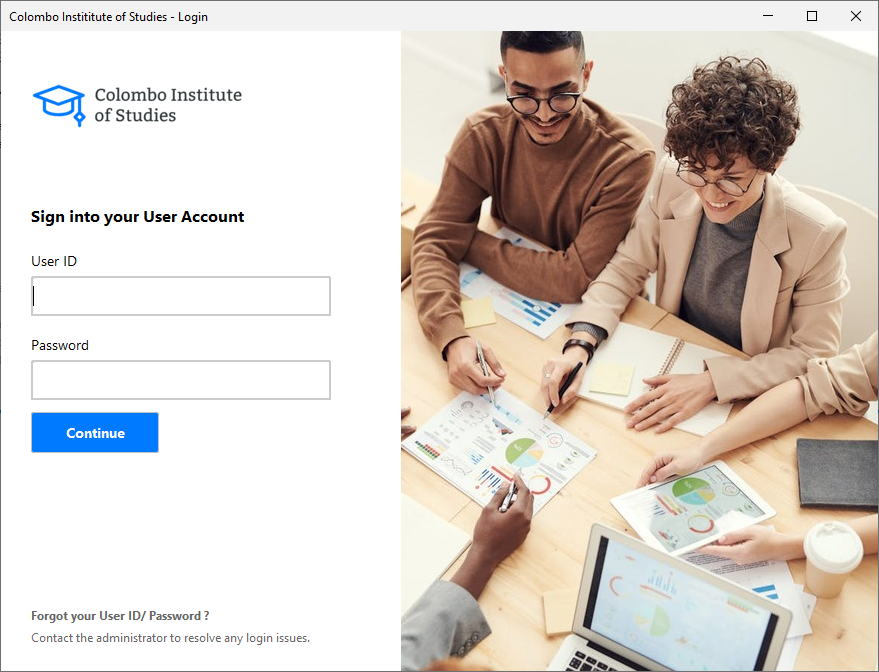 Colombo Instititute of Studies - Login
Colombo Institute
of Studies
Sign into your User Account
User ID
Password
Continue
Forgot your User ID/ Password ?
Contact the administrator to resolve any login issues.